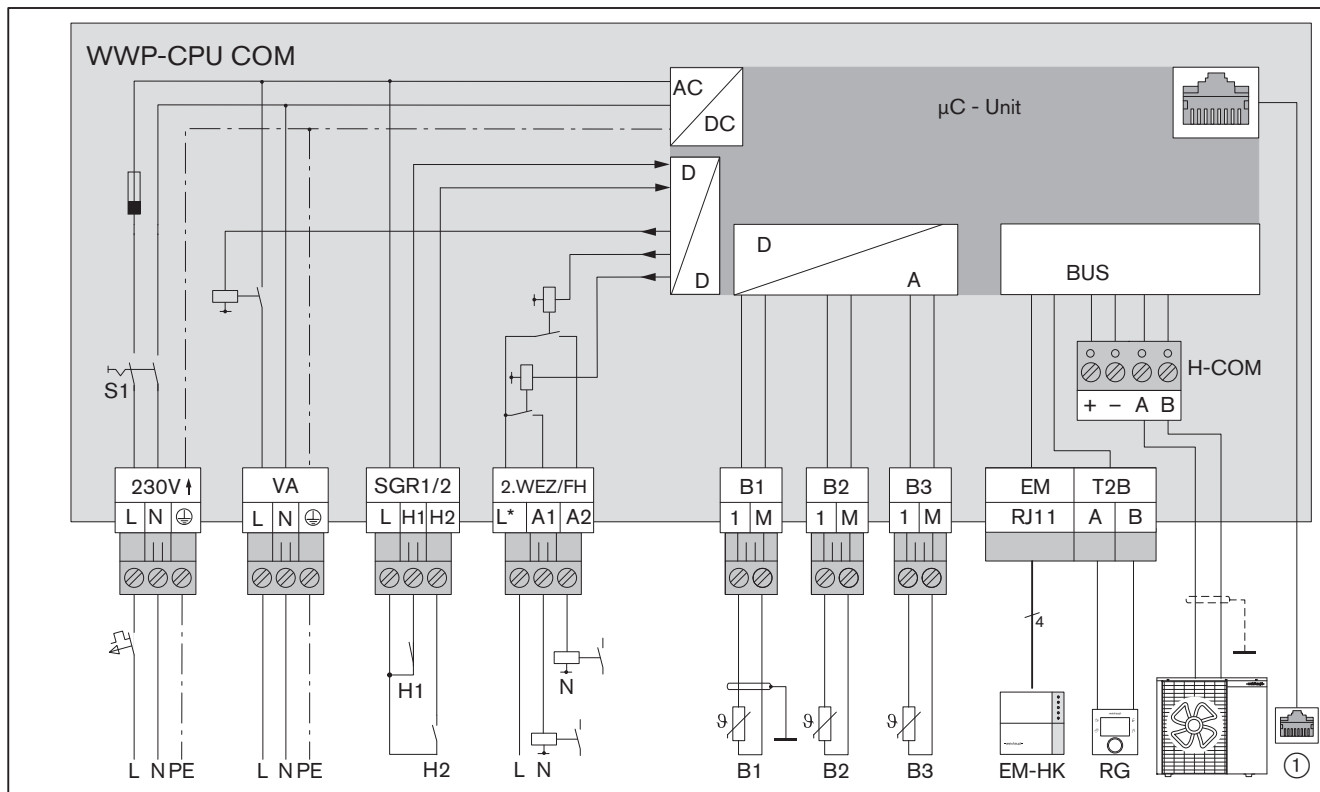 WWP-CPU COM
AC
DC
µC - Unit
D
D
D
A
BUS
S1
H-COM
+ − A B
230V
VA
SGR1/2
2.WEZ/FH
B1
B2
B3
EM
T2B
L N
L N
L H1 H2
L* A1 A2
1 M
1 M
1 M
RJ11
A B
4
H1
N
ϑ
ϑ
ϑ
L N PE
L N PE
H2
L N
B1
B2
B3
EM-HK
RG
1